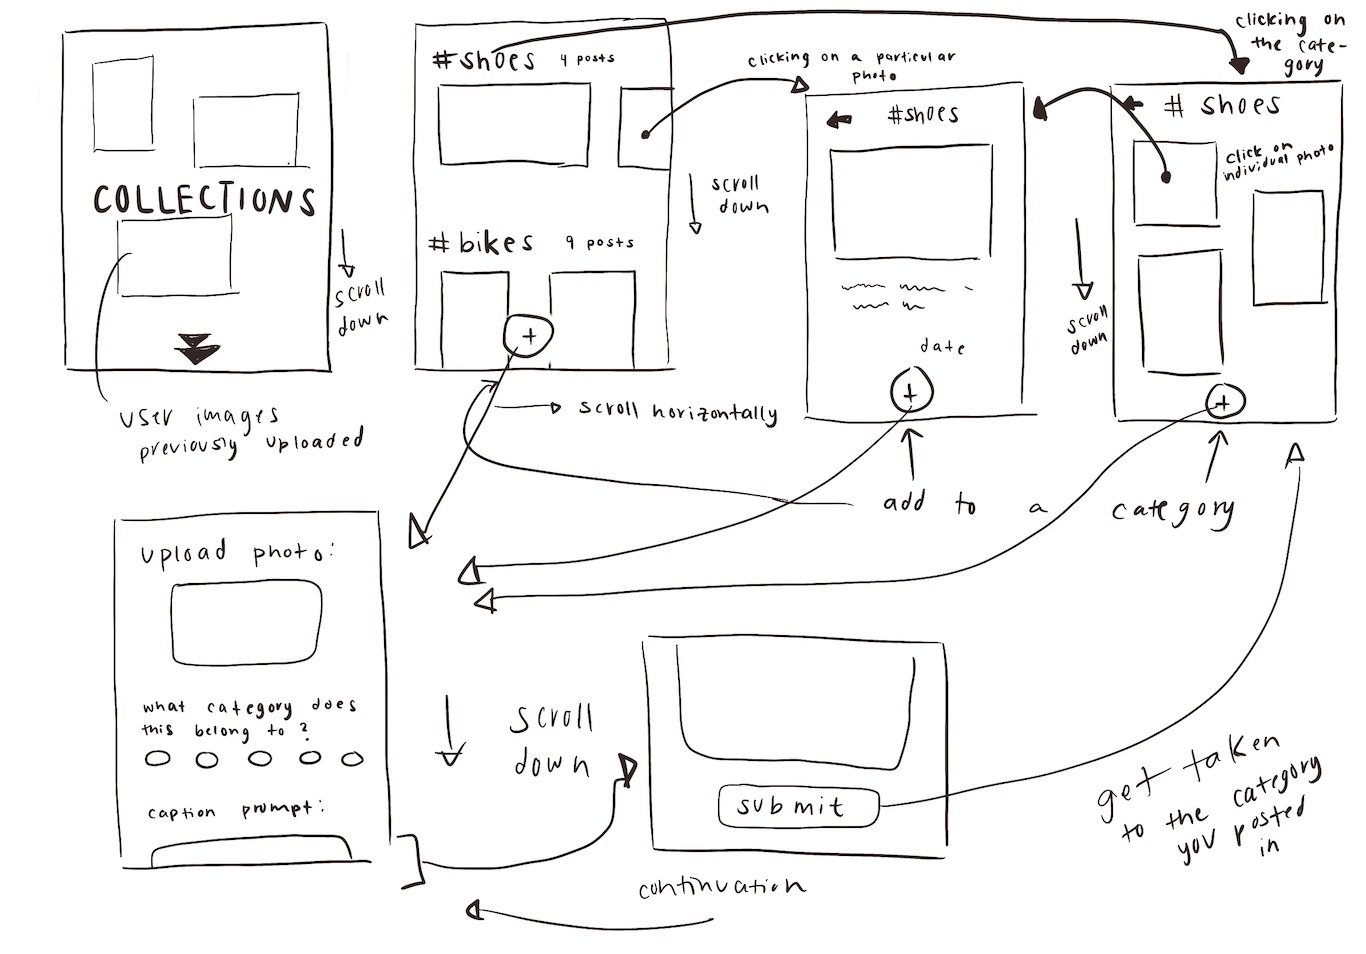 COLLECTIONS
scroll
down
user images
previously uploaded
#shoes 4 posts
#bikes 9 posts
+
scroll
down
scroll horizontally
clicking on a particular
photo
#shoes
date
+
clicking on
the cate-
gory
# shoes
click on
individual photo
scroll
down
+
add to a category
upload photo:
what category does
this belong to?
caption prompt:
scroll
down
submit
continuation
get taken
to the category
you posted
in